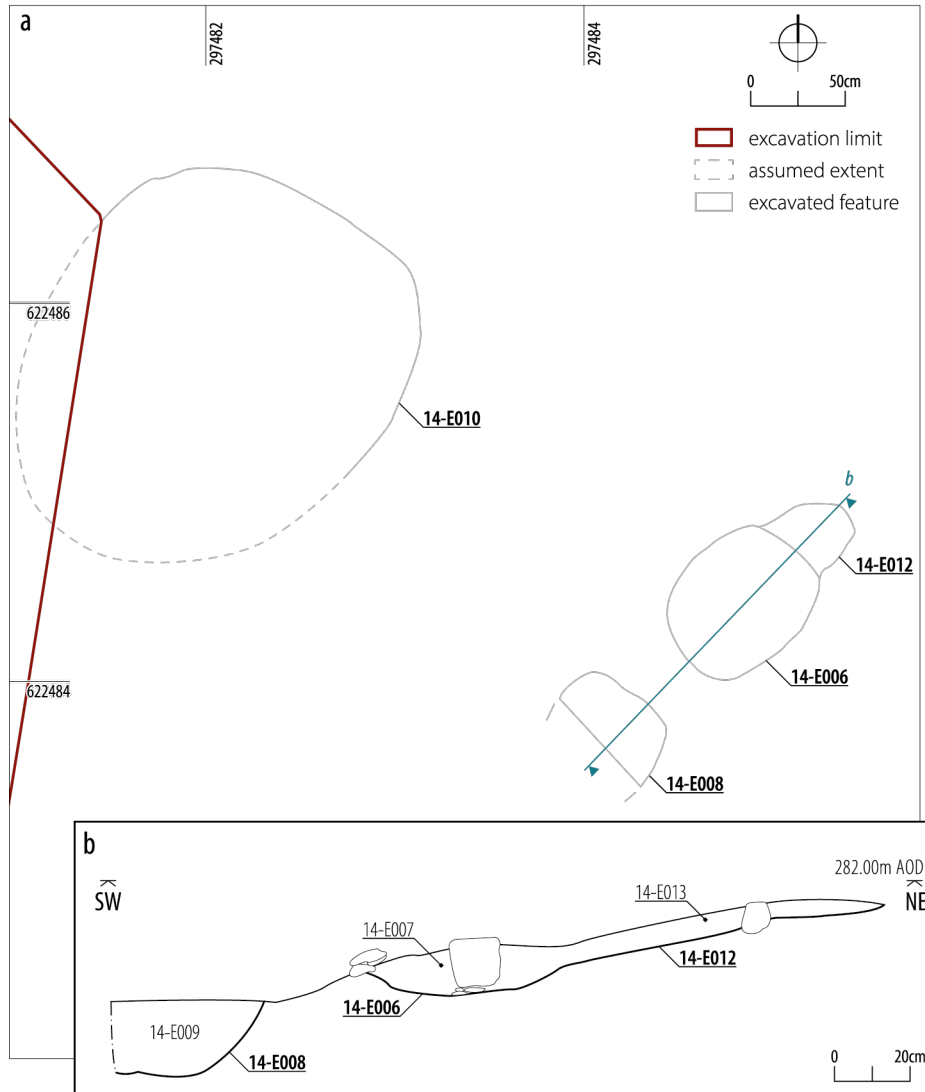 a
297482
297484
0 50cm
excavation limit
assumed extent
excavated feature
622486
14-E010
b
14-E012
14-E006
622484
14-E008
b
282.00m AOD
SW
NE
14-E013
14-E007
14-E012
14-E006
14-E009
14-E008
0 20cm